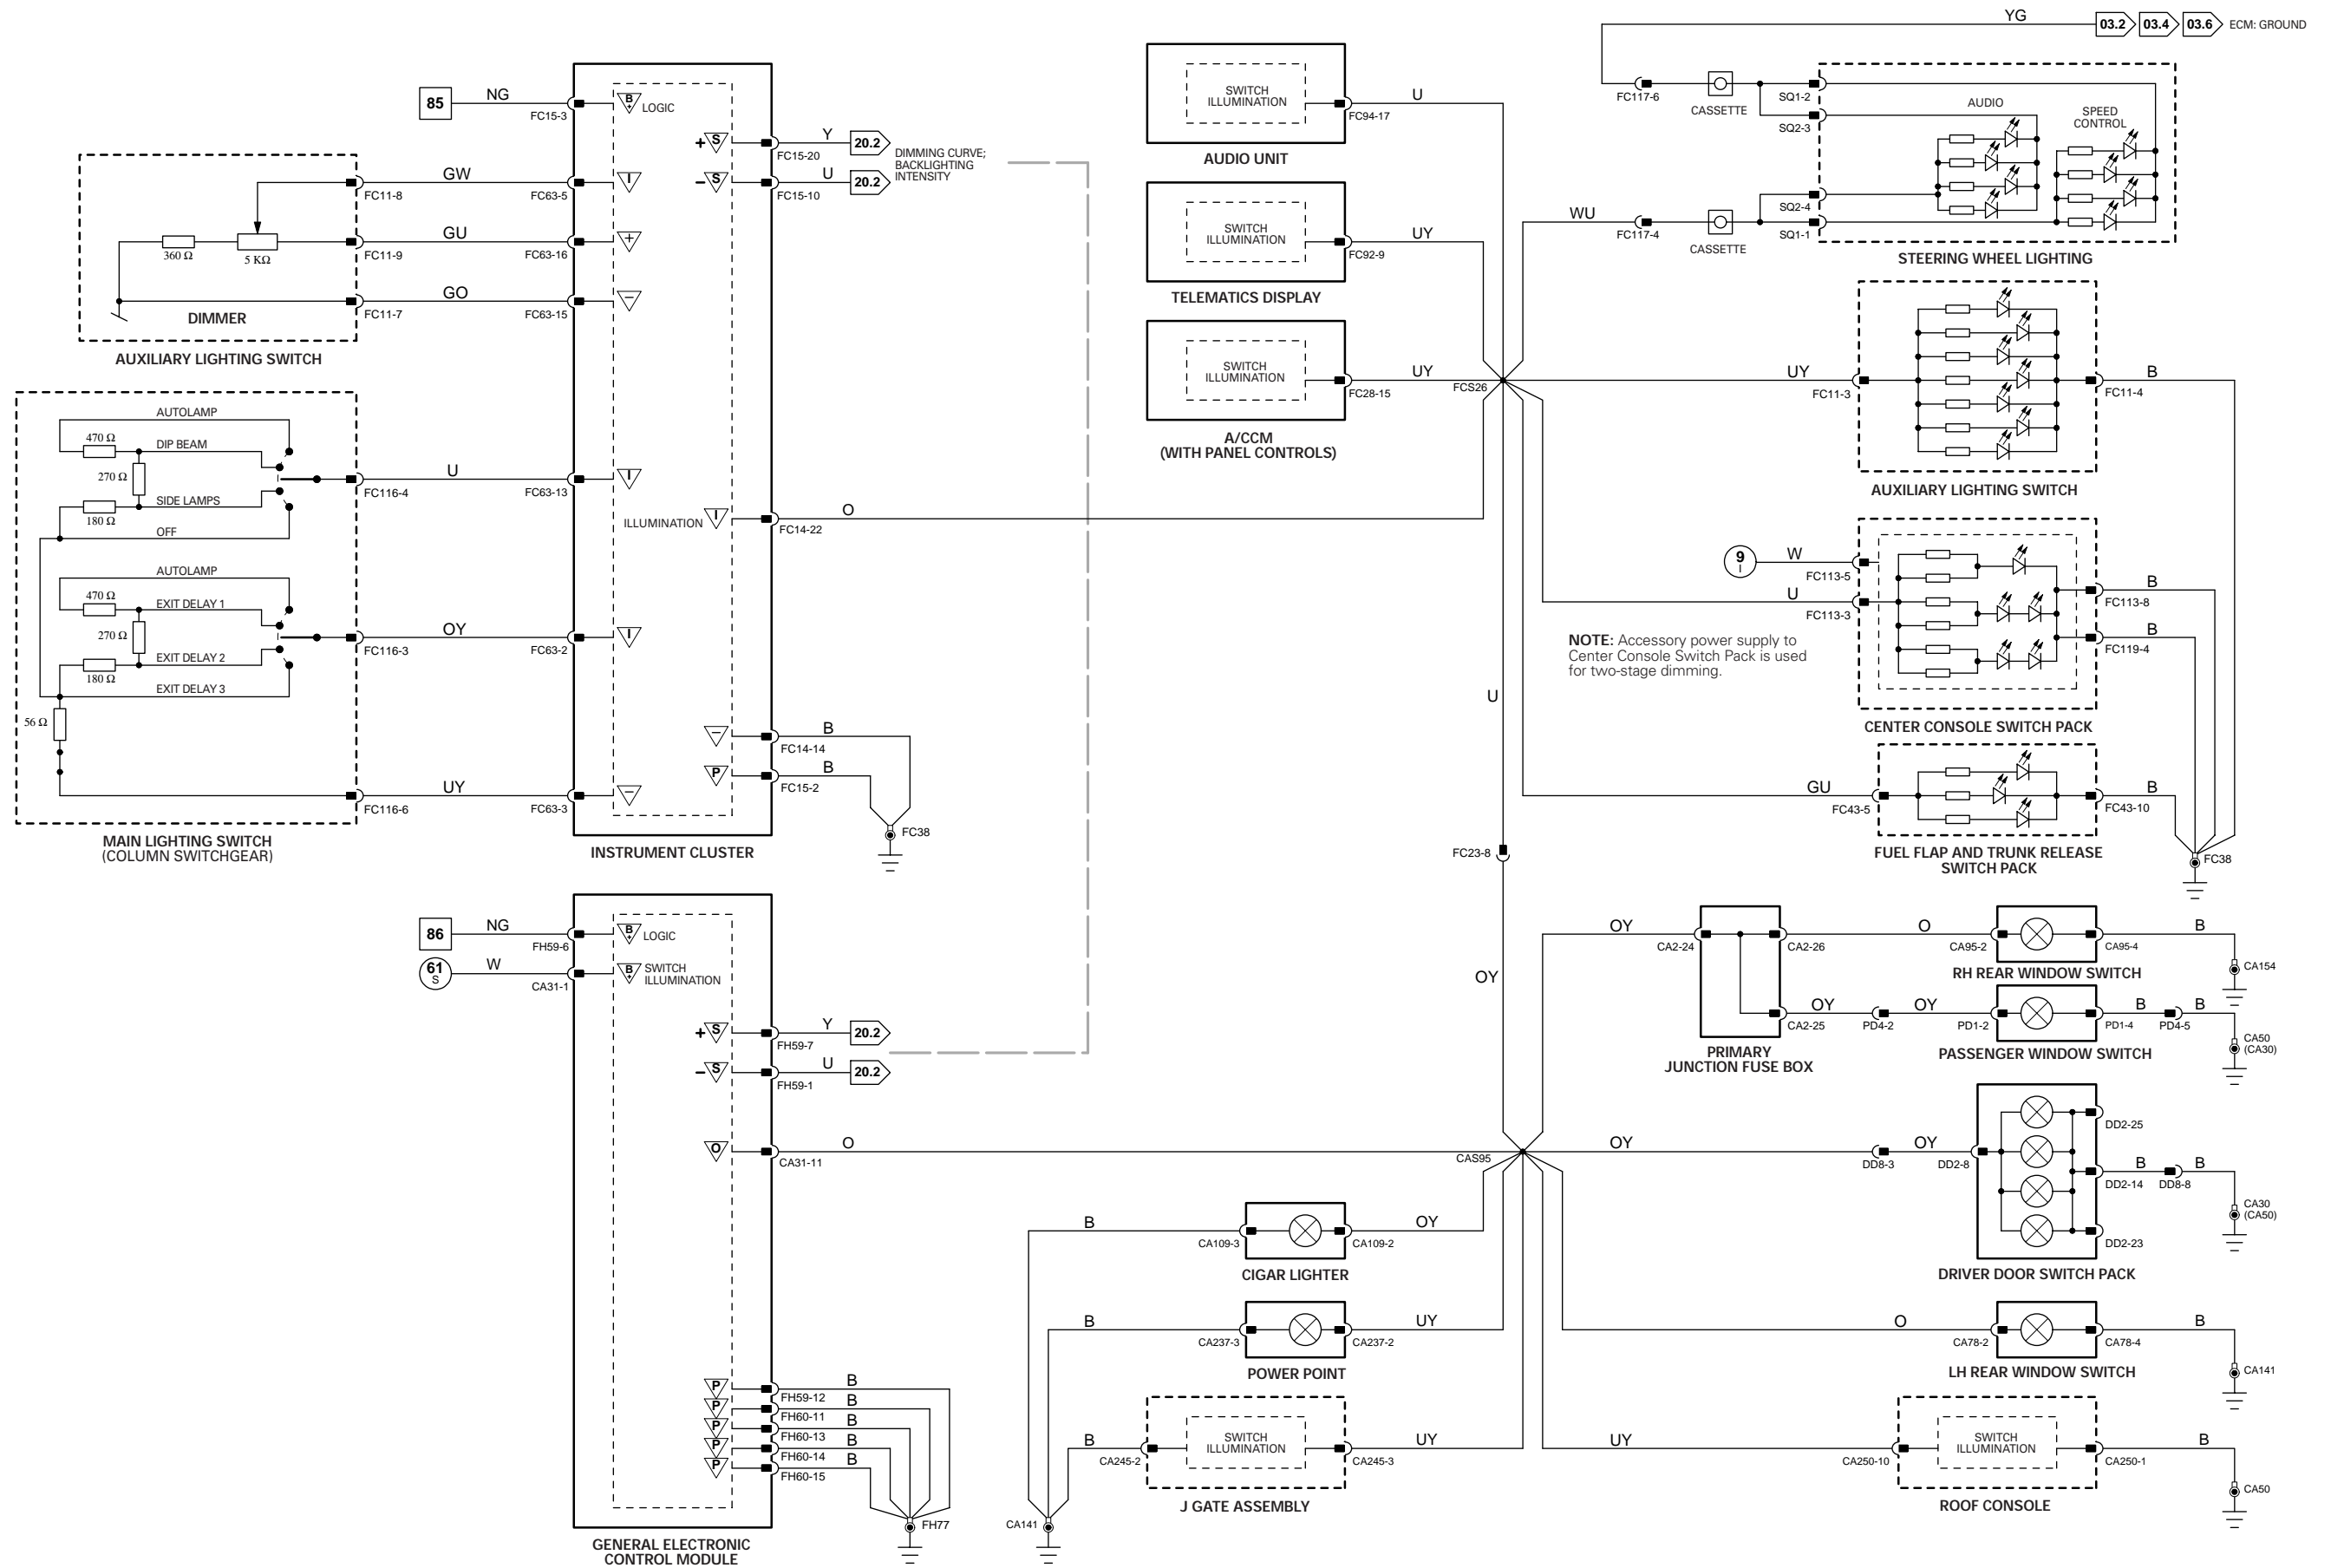 YG
03.2
03.4
03.6
ECM: GROUND
85
NG
FC15-3
B
+
LOGIC
+
S
FC15-20
Y
20.2
DIMMING CURVE;
BACKLIGHTING
INTENSITY
–
S
FC15-10
U
20.2
FC11-8
GW
FC63-5
I
360 Ω
5 KΩ
FC11-9
GU
FC63-16
+
FC11-7
GO
FC63-15
–
DIMMER
AUXILIARY LIGHTING SWITCH
AUTOLAMP
470 Ω
DIP BEAM
270 Ω
SIDE LAMPS
180 Ω
OFF
FC116-4
U
FC63-13
I
ILLUMINATION
I
FC14-22
O
AUTOLAMP
470 Ω
EXIT DELAY 1
270 Ω
EXIT DELAY 2
180 Ω
EXIT DELAY 3
FC116-3
OY
FC63-2
I
56 Ω
FC116-6
UY
FC63-3
–
MAIN LIGHTING SWITCH
(COLUMN SWITCHGEAR)
–
FC14-14
B
P
FC15-2
B
FC38
INSTRUMENT CLUSTER
SWITCH
ILLUMINATION
FC94-17
U
AUDIO UNIT
SWITCH
ILLUMINATION
FC92-9
UY
TELEMATICS DISPLAY
SWITCH
ILLUMINATION
FC28-15
UY
FCS26
A/CCM
(WITH PANEL CONTROLS)
FC117-6
CASSETTE
SQ1-2
SQ2-3
AUDIO
SPEED
CONTROL
WU
FC117-4
CASSETTE
SQ2-4
SQ1-1
STEERING WHEEL LIGHTING
UY
FC11-3
FC11-4
B
AUXILIARY LIGHTING SWITCH
9
I
W
FC113-5
U
FC113-3
FC113-8
B
FC119-4
B
NOTE: Accessory power supply to
Center Console Switch Pack is used
for two-stage dimming.
CENTER CONSOLE SWITCH PACK
U
GU
FC43-5
FC43-10
B
FUEL FLAP AND TRUNK RELEASE
SWITCH PACK
FC38
FC23-8
OY
86
NG
FH59-6
B
+
LOGIC
61
S
W
CA31-1
B
+
SWITCH
ILLUMINATION
+
S
FH59-7
Y
20.2
–
S
FH59-1
U
20.2
O
CA31-11
O
CAS95
P
FH59-12
B
P
FH60-11
B
P
FH60-13
B
P
FH60-14
B
P
FH60-15
B
FH77
GENERAL ELECTRONIC
CONTROL MODULE
OY
CA2-24
CA2-26
O
CA95-2
CA95-4
B
CA154
RH REAR WINDOW SWITCH
CA2-25
OY
PD4-2
OY
PD1-2
PD1-4
B
PD4-5
B
CA50
(CA30)
PASSENGER WINDOW SWITCH
PRIMARY
JUNCTION FUSE BOX
OY
DD8-3
OY
DD2-8
DD2-25
DD2-14
B
DD8-8
B
DD2-23
CA30
(CA50)
DRIVER DOOR SWITCH PACK
B
CA109-3
CA109-2
OY
CIGAR LIGHTER
B
CA237-3
CA237-2
UY
POWER POINT
B
CA245-2
SWITCH
ILLUMINATION
CA245-3
UY
J GATE ASSEMBLY
CA141
O
CA78-2
CA78-4
B
CA141
LH REAR WINDOW SWITCH
UY
CA250-10
SWITCH
ILLUMINATION
CA250-1
B
CA50
ROOF CONSOLE